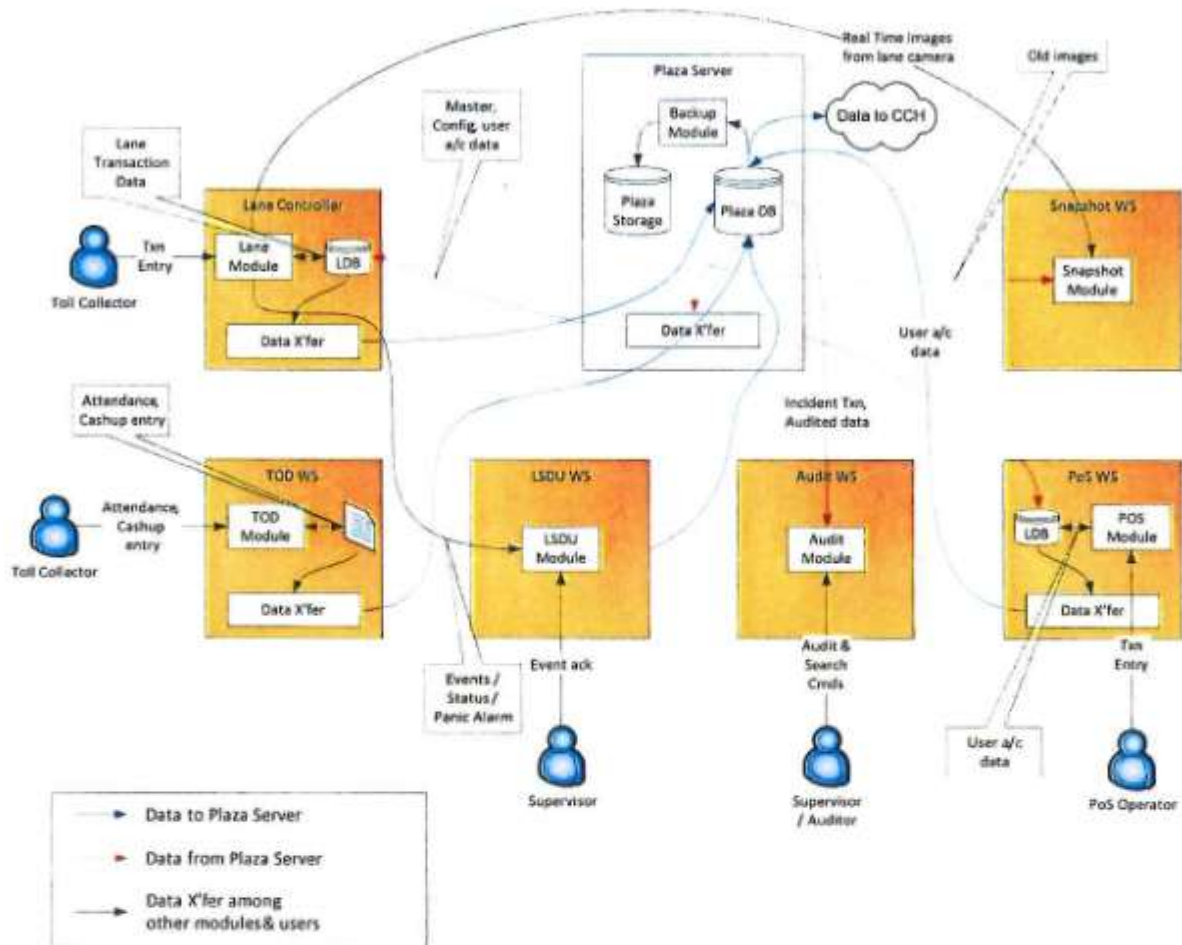 Real Time Images
from lane camera
Old images
Plaza Server
Master,
Config, user
a/c data
Backup
Module
Data to CCH
Lane
Transaction
Data
Plaza
Storage
Plaza DB
Lane Controller
Snapshot WS
Txn
Entry
Lane
Module
LDB
Snapshot
Module
Toll Collector
Data X'fer
Data X'fer
User a/c
data
Attendance,
Cashup entry
Incident Txn,
Audited data
TOD WS
LSDU WS
Audit WS
PoS WS
Attendance,
Cashup
entry
TOD
Module
LSDU
Module
Audit
Module
LDB
POS
Module
Toll Collector
Data X'fer
Data X'fer
Event ack
Audit &
Search
Cmds
Txn
Entry
Events /
Status /
Panic Alarm
User a/c
data
Supervisor
Supervisor
/ Auditor
PoS Operator
Data to Plaza Server
Data from Plaza Server
Data X'fer among
other modules& users